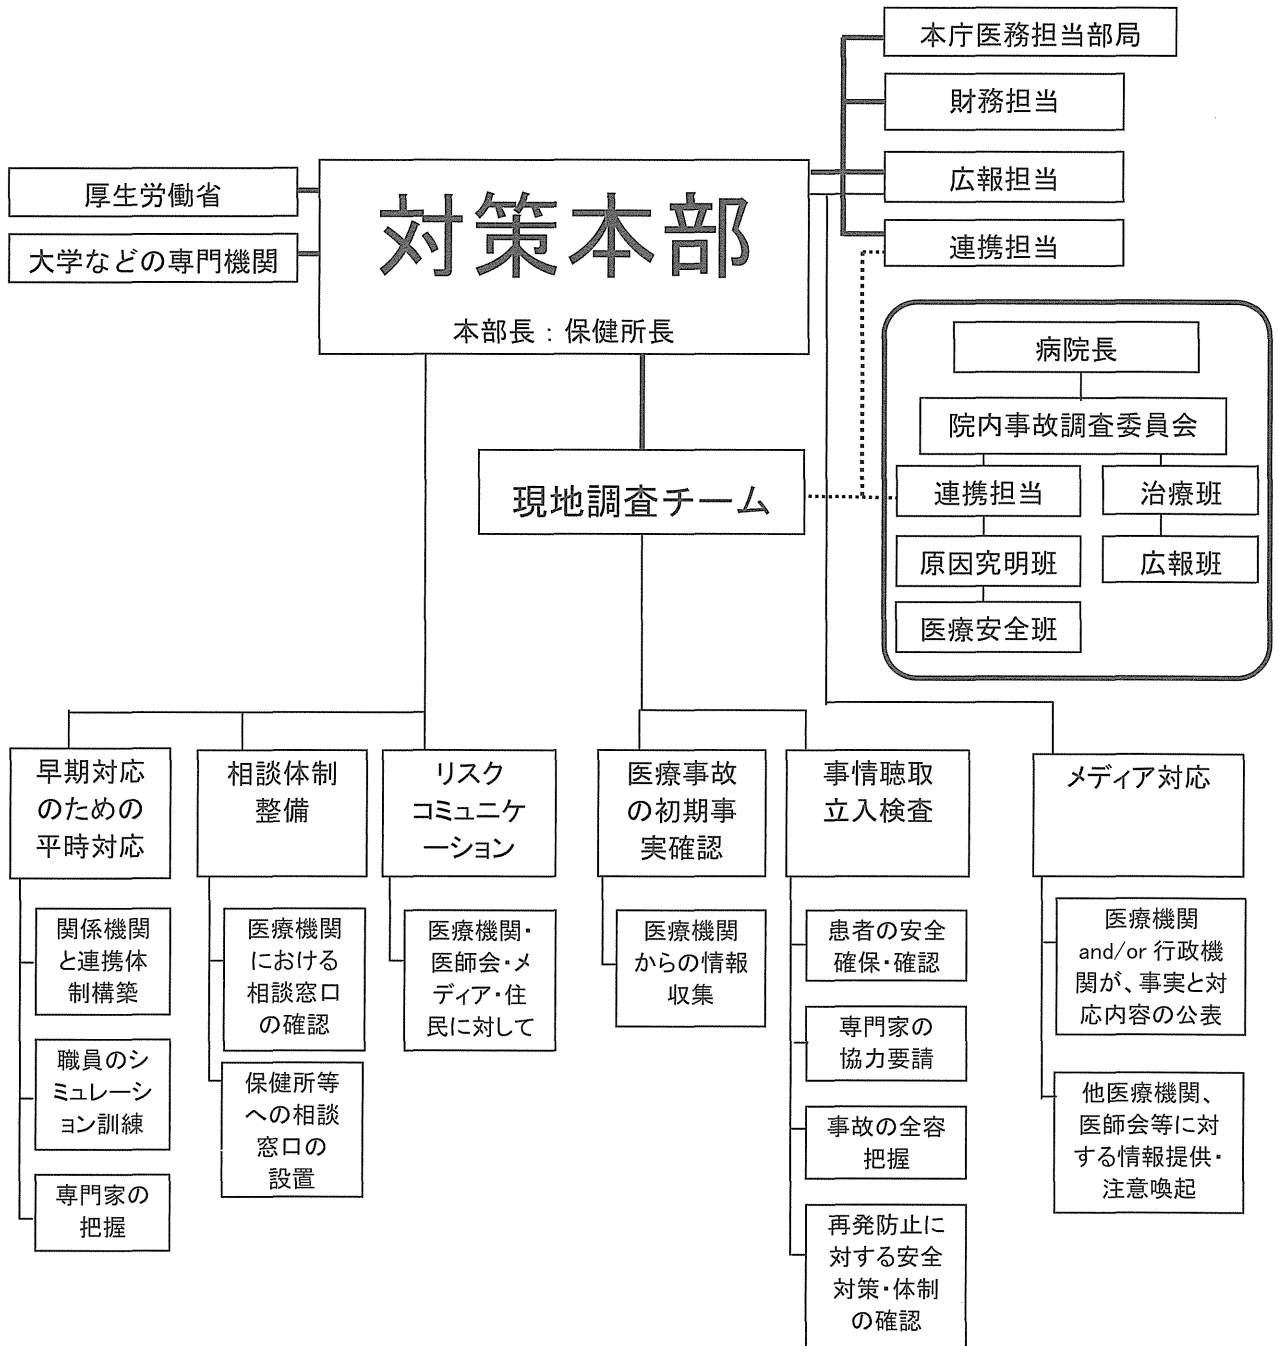 本庁医務担当部局
財務担当
広報担当
連携担当
厚生労働省
大学などの専門機関
対策本部
本部長：保健所長
病院長
院内事故調査委員会
連携担当
治療班
原因究明班
広報班
医療安全班
現地調査チーム
早期対応
のための
平時対応
関係機関
と連携体
制構築
職員のシ
ミュレーシ
ョン訓練
専門家の
把握
相談体制
整備
医療機関
における
相談窓口
の確認
保健所等
への相談
窓口の
設置
リスク
コミュニケ
ーション
医療機関・
医師会・メ
ディア・住
民に対して
医療事故
の初期事
実確認
医療機関
からの情報
収集
事情聴取
立入検査
患者の安全
確保・確認
専門家の
協力要請
事故の全容
把握
再発防止に
対する安全
対策・体制
の確認
メディア対応
医療機関
and/or 行政機
関が、事実と対
応内容の公表
他医療機関、
医師会等に対
する情報提供・
注意喚起